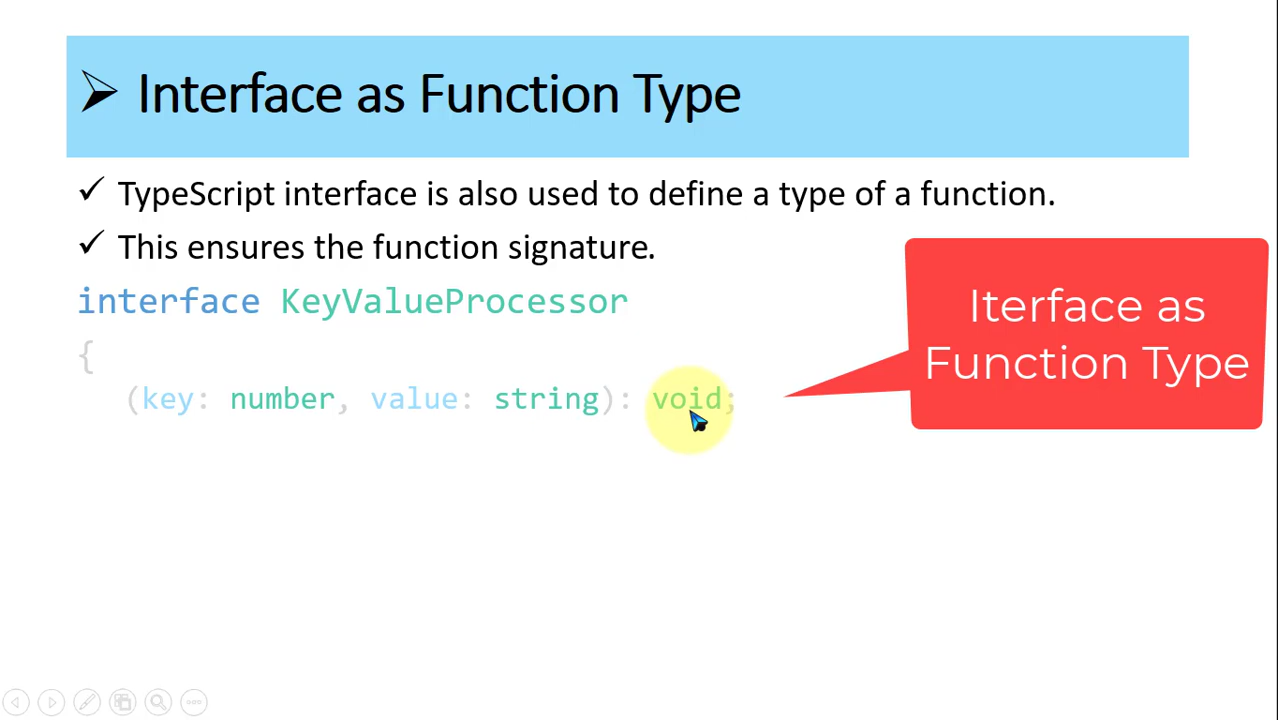 Interface as Function Type
TypeScript interface is also used to define a type of a function.
This ensures the function signature.
interface KeyValueProcessor
{
(key: number, value: string): void;
Iterface as
Function Type